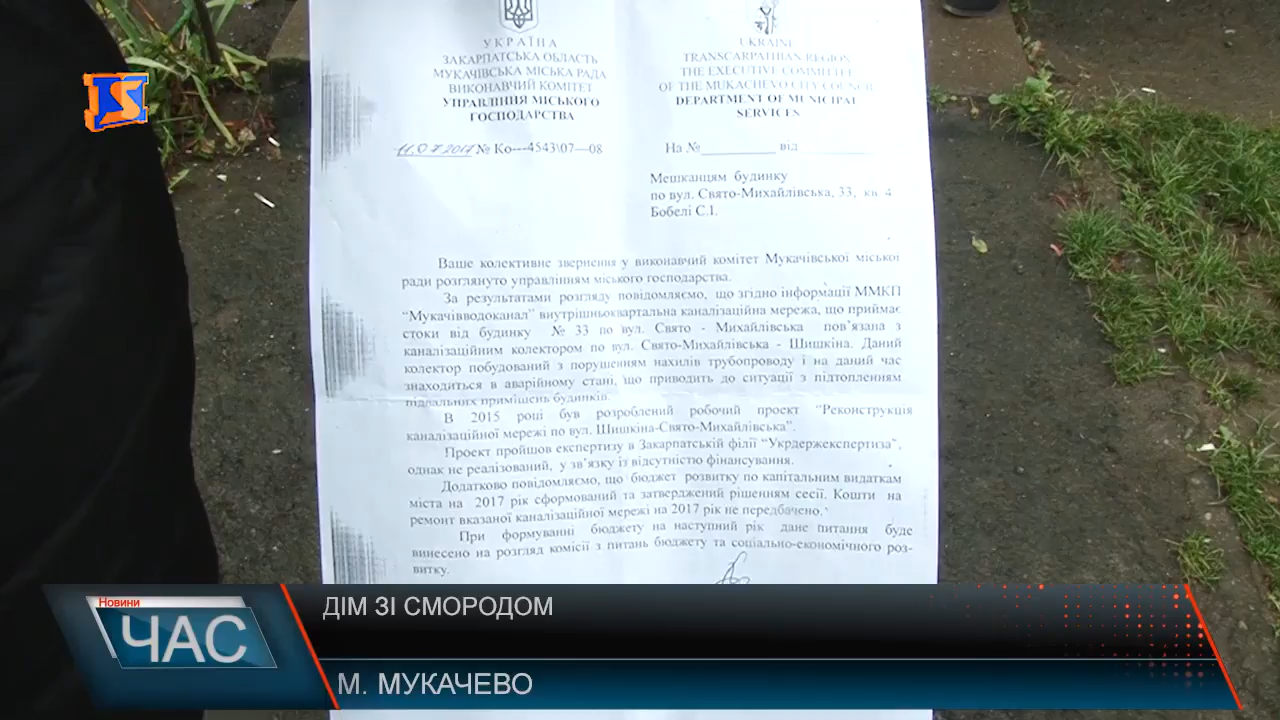 УКРАЇНА
ЗАКАРПАТСЬКА ОБЛАСТЬ
МУКАЧІВСЬКА МІСЬКА РАДА
ВИКОНАВЧИЙ КОМІТЕТ
УПРАВЛІННЯ МІСЬКОГО
ГОСПОДАРСТВА
UKRAINE
TRANSCARPATHIAN REGION
THE EXECUTIVE COMMITTEE
OF THE MUKACHEVO CITY COUNCIL
DEPARTMENT OF MUNICIPAL
SERVICES
11.07.2017 № Ко---4543\07—08
На №__________ від __________
Мешканцям будинку
по вул. Свято-Михайлівська, 33, кв 4
Бобелі С.І.
Ваше колективне звернення у виконавчий комітет Мукачівської міської
ради розглянуто управлінням міського господарства.
За результатами розгляду повідомляємо, що згідно інформації ММКП
“Мукачівводоканал” внутрішньоквартальна каналізаційна мережа, що приймає
стоки від будинку № 33 по вул. Свято - Михайлівська пов’язана з
каналізаційним колектором по вул. Свято-Михайлівська - Шишкіна. Даний
колектор побудований з порушенням нахилів трубопроводу і на даний час
знаходиться в аварійному стані, що приводить до ситуації з підтопленням
підвальних приміщень будинків.
В 2015 році був розроблений робочий проект “Реконструкція
каналізаційної мережі по вул. Шишкіна-Свято-Михайлівська”.
Проект пройшов експертизу в Закарпатській філії “Укрдержекспертиза”,
однак не реалізований, у зв’язку із відсутністю фінансування.
Додатково повідомляємо, що бюджет розвитку по капітальним видаткам
міста на 2017 рік сформований та затверджений рішенням сесії. Кошти на
ремонт вказаної каналізаційної мережі на 2017 рік не передбачено.
При формуванні бюджету на наступний рік дане питання буде
винесено на розгляд комісії з питань бюджету та соціально-економічного роз-
витку.
Новини
ЧАС
ДІМ ЗІ СМОРОДОМ
М. МУКАЧЕВО